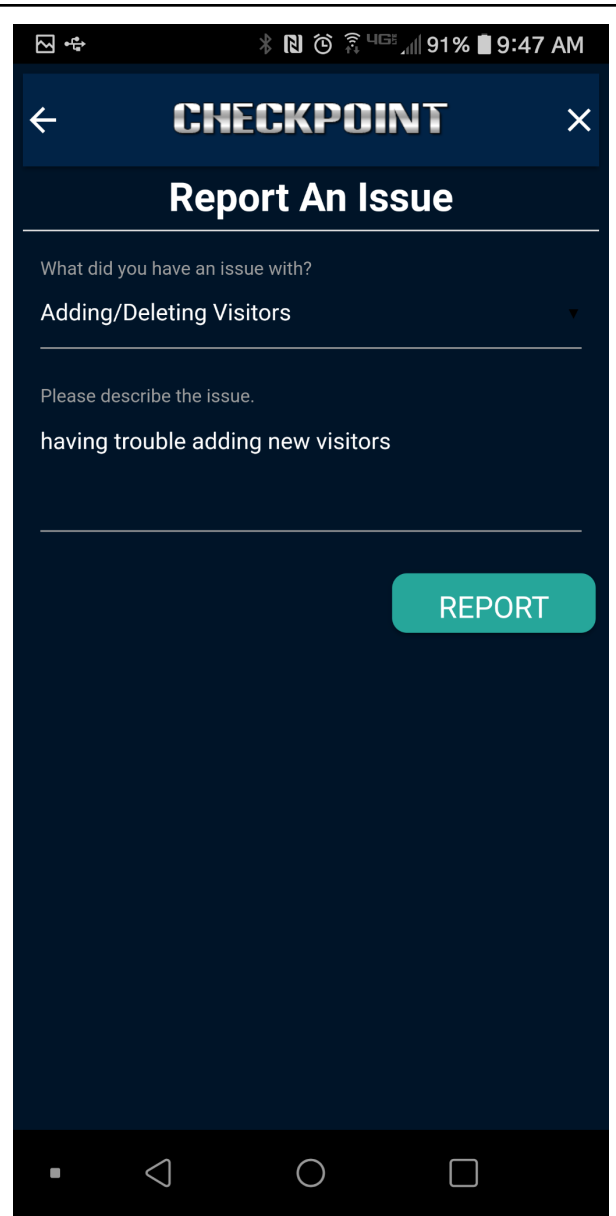 4G 91% 9:47 AM
CHECKPOINT
Report An Issue
What did you have an issue with?
Adding/Deleting Visitors
Please describe the issue.
having trouble adding new visitors
REPORT